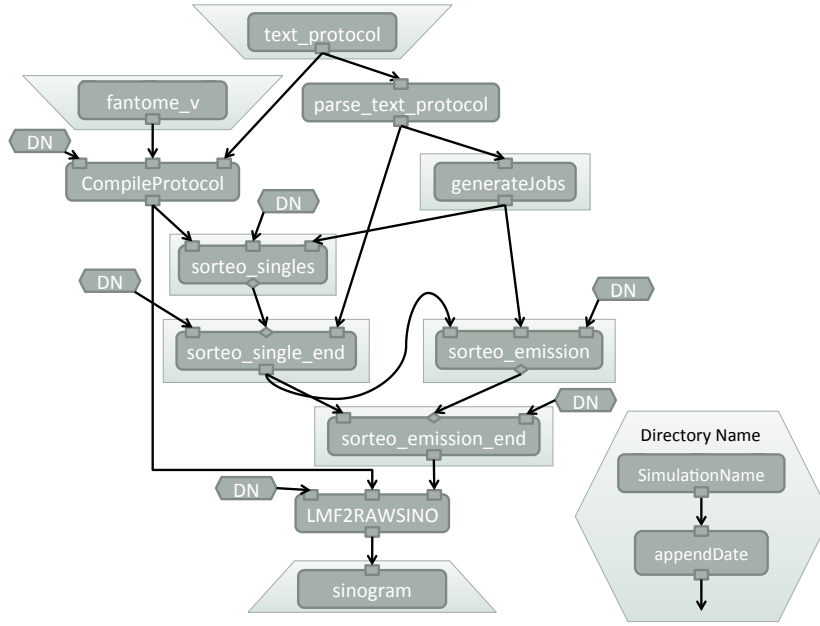 text_protocol
fantome_v
parse_text_protocol
DN
CompileProtocol
generateJobs
DN
sorteo_singles
DN
DN
sorteo_single_end
sorteo_emission
DN
sorteo_emission_end
Directory Name
SimulationName
DN
LMF2RAWSINO
appendDate
sinogram